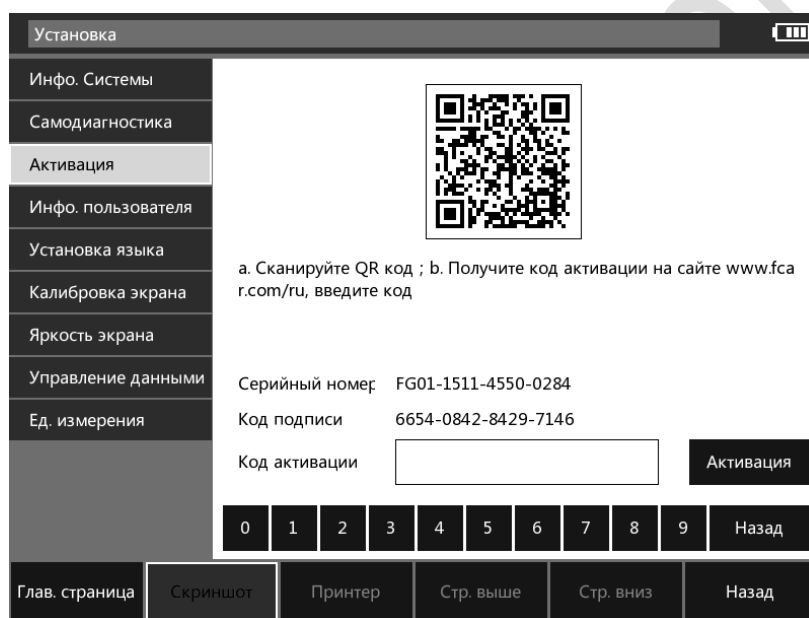 Установка
Инфо. Системы
Самодиагностика
Активация
Инфо. пользователя
Установка языка
Калибровка экрана
Яркость экрана
Управление данными
Ед. измерения
a. Сканируйте QR код ; b. Получите код активации на сайте www.fca
r.com/ru, введите код
Серийный номер FG01-1511-4550-0284
Код подписи 6654-0842-8429-7146
Код активации Активация
0 1 2 3 4 5 6 7 8 9 Назад
Глав. страница Скриншот Принтер Стр. выше Стр. вниз Назад